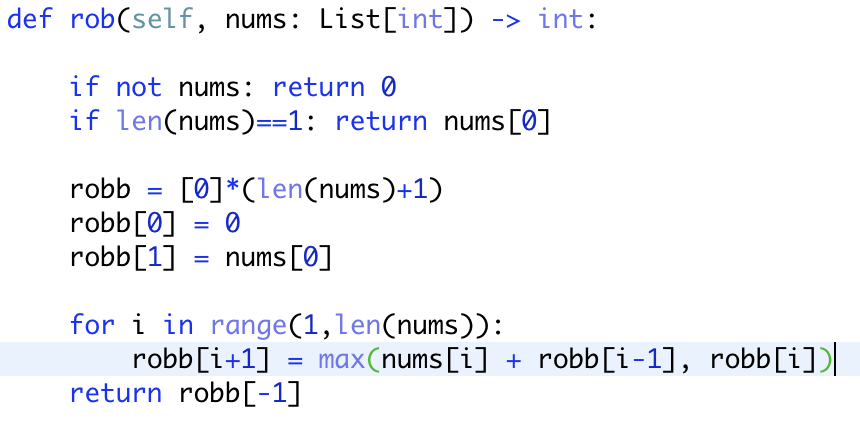 def rob(self, nums: List[int]) -> int:
if not nums: return 0
if len(nums)==1: return nums[0]
robb = [0]*(len(nums)+1)
robb[0] = 0
robb[1] = nums[0]
for i in range(1,len(nums)):
robb[i+1] = max(nums[i] + robb[i-1], robb[i])
return robb[-1]